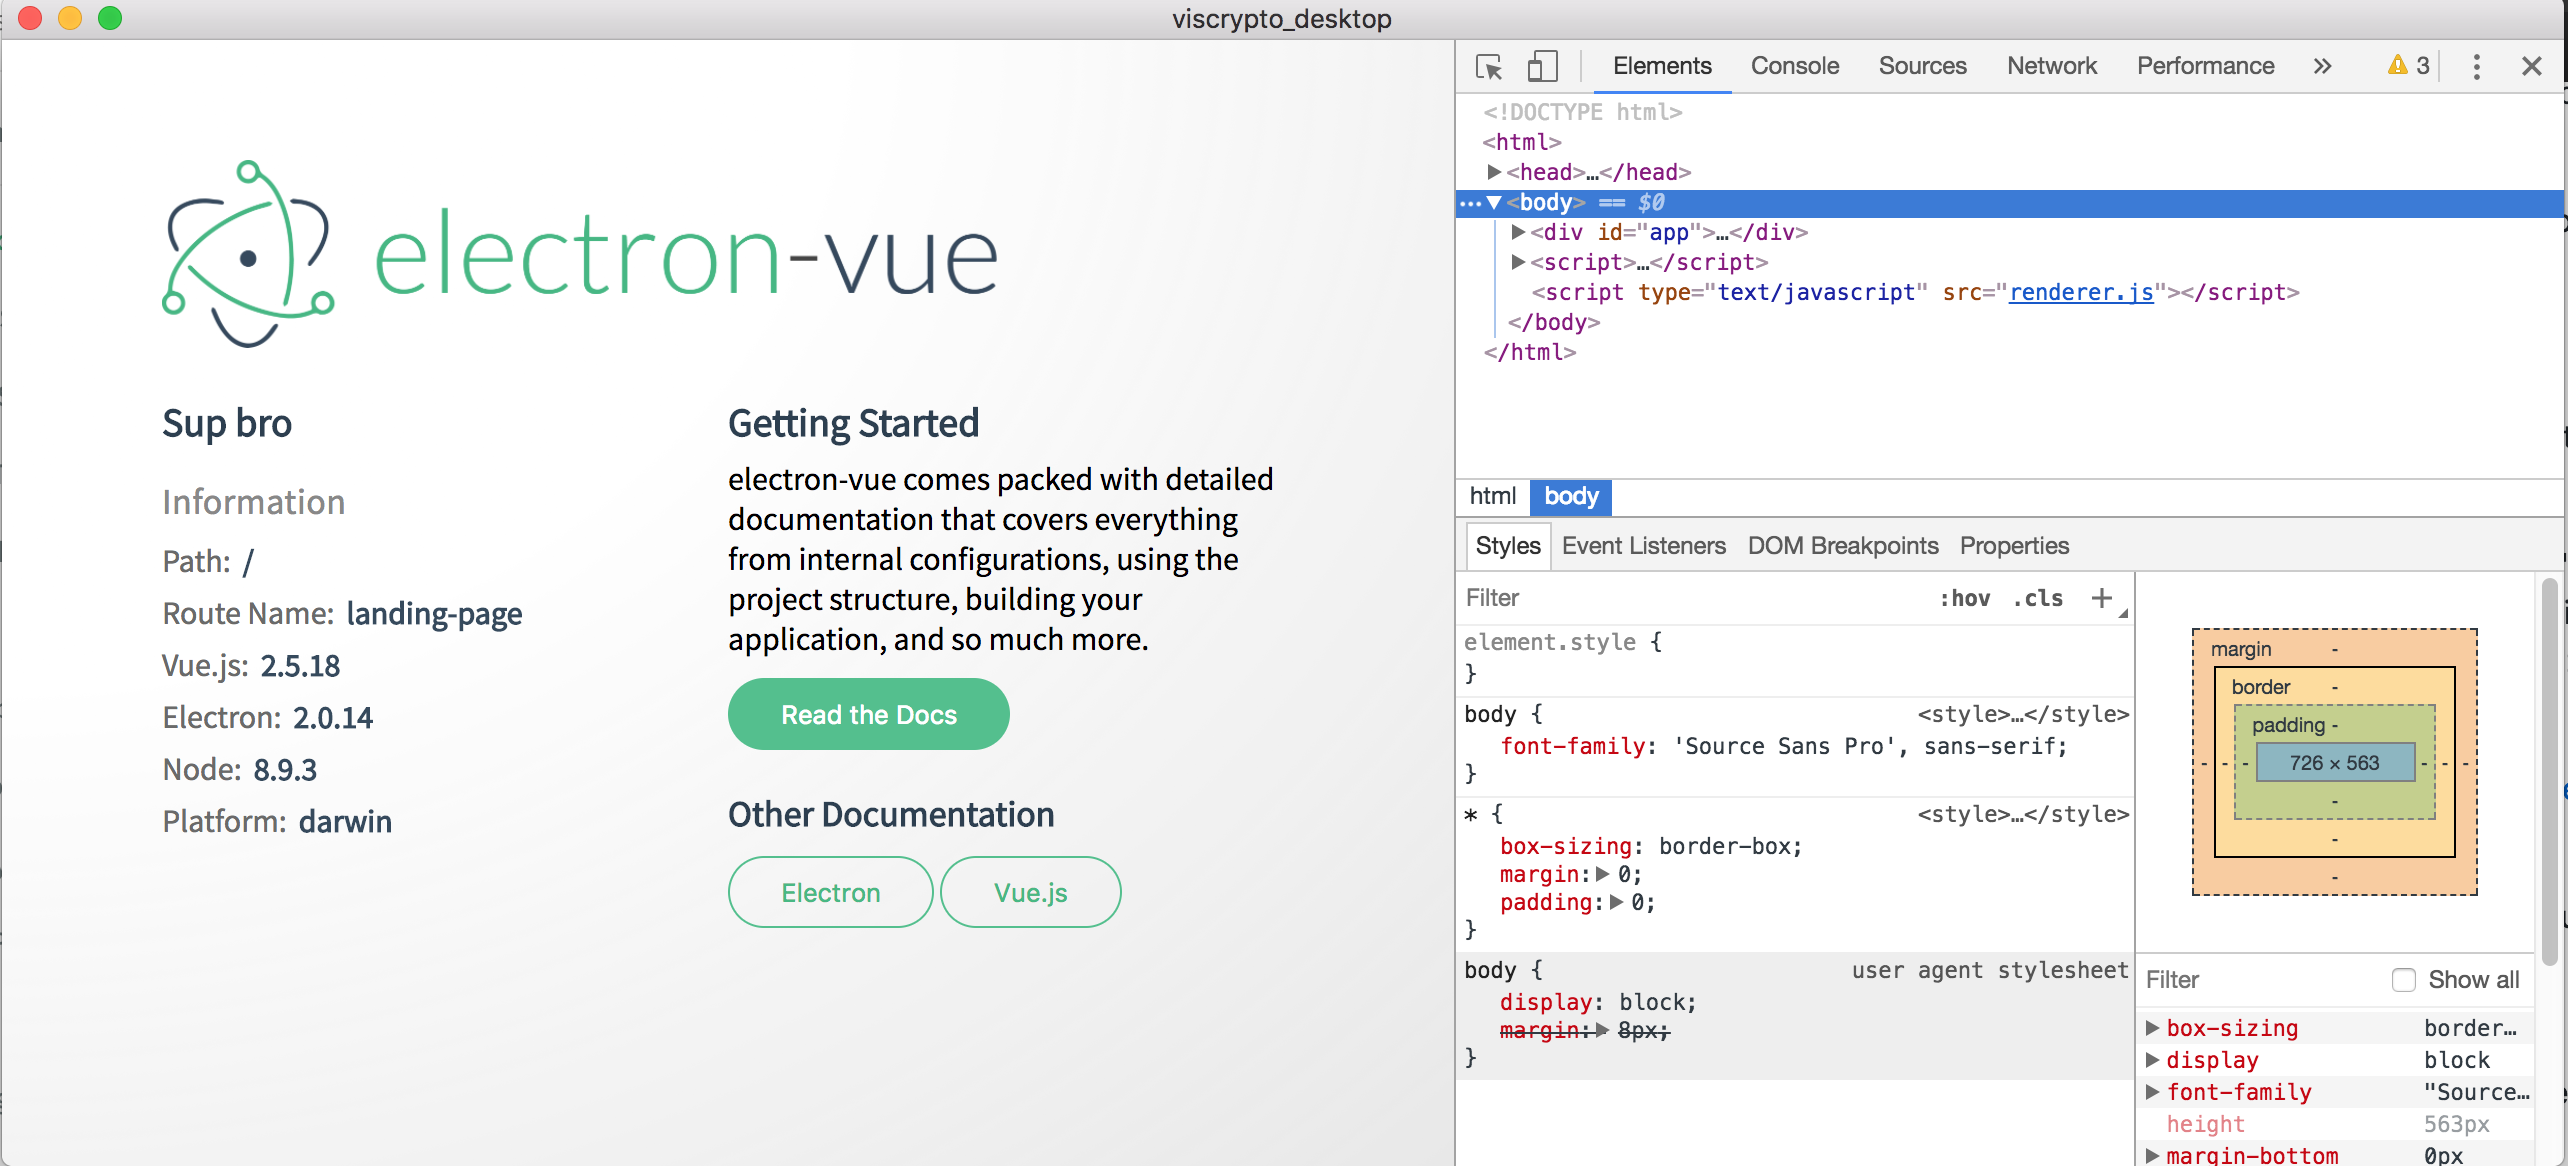 viscrypto_desktop
electron-vue
Sup bro
Information
Path: /
Route Name: landing-page
Vue.js: 2.5.18
Electron: 2.0.14
Node: 8.9.3
Platform: darwin
Getting Started
electron-vue comes packed with detailed
documentation that covers everything
from internal configurations, using the
project structure, building your
application, and so much more.
Read the Docs
Other Documentation
Electron Vue.js
Elements Console Sources Network Performance » 3
<!DOCTYPE html>
<html>
<head>…</head>
<body> == $0
<div id="app">…</div>
<script>…</script>
<script type="text/javascript" src="renderer.js"></script>
</body>
</html>
html body
Styles Event Listeners DOM Breakpoints Properties
Filter :hov .cls +
element.style {
}
body { <style>…</style>
font-family: 'Source Sans Pro', sans-serif;
}
* { <style>…</style>
box-sizing: border-box;
margin: 0;
padding: 0;
}
body { user agent stylesheet
display: block;
margin: 8px;
}
margin -
border -
padding -
- - - 726 × 563 - - -
-
-
-
Filter Show all
box-sizing border…
display block
font-family "Source…
height 563px
margin-bottom 0px